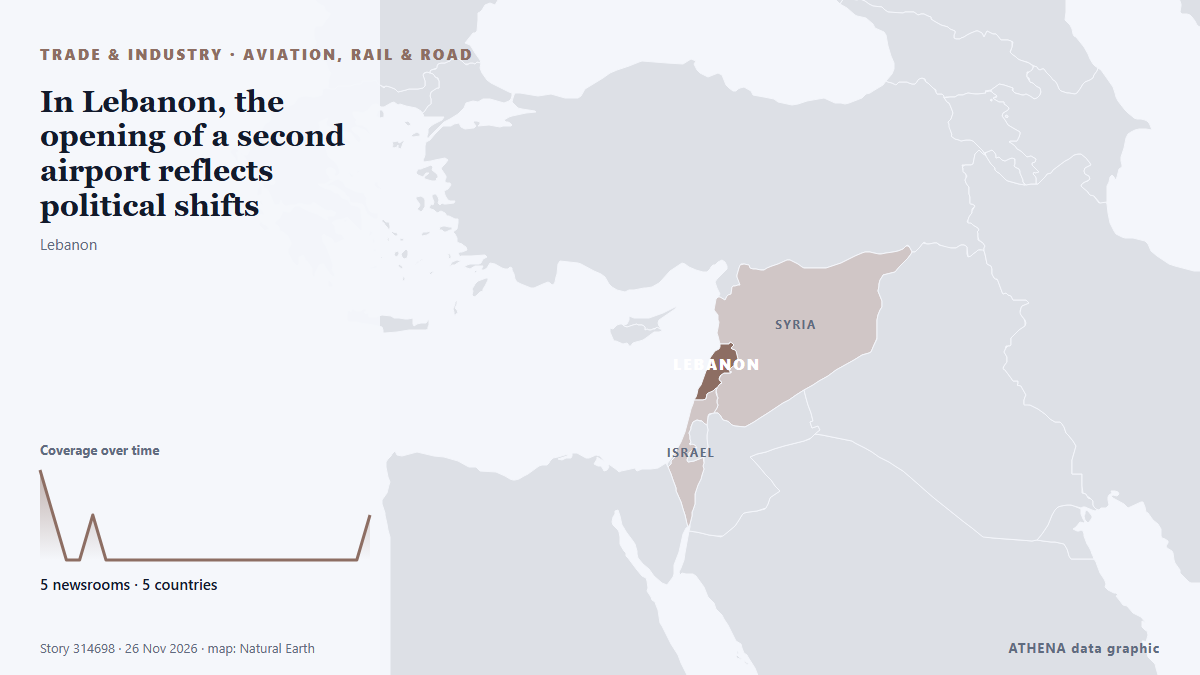 TRADE & INDUSTRY · AVIATION, RAIL & ROAD
In Lebanon, the
opening of a second
airport reflects
political shifts
Lebanon
SYRIA
LEBANON
ISRAEL
Coverage over time
5 newsrooms · 5 countries
Story 314698 · 26 Nov 2026 · map: Natural Earth
ATHENA data graphic